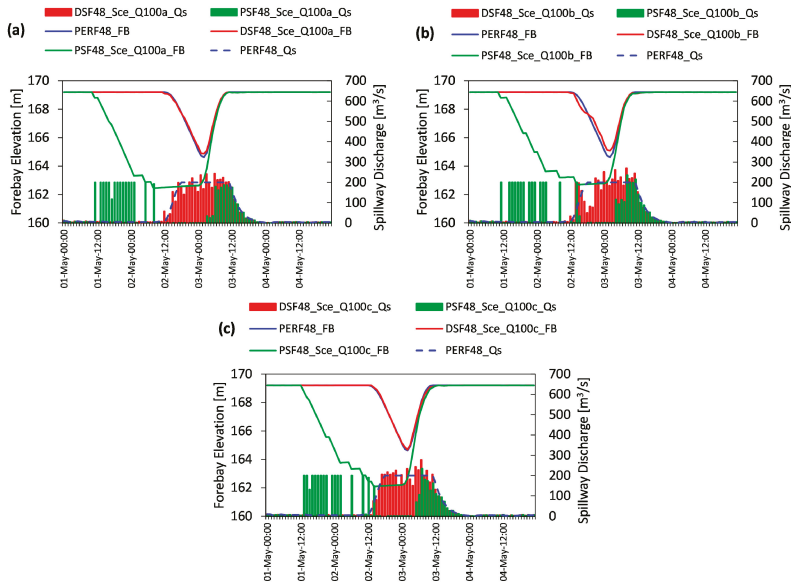 (a)
DSF48_Sce_Q100a_Qs
PSF48_Sce_Q100a_Qs
PERF48_FB
DSF48_Sce_Q100a_FB
PSF48_Sce_Q100a_FB
PERF48_Qs
Forebay Elevation [m]
170
168
166
164
162
160
700
600
500
400
300
200
100
0
Spillway Discharge [m³/s]
01-May-00:00
01-May-12:00
02-May-00:00
02-May-12:00
03-May-00:00
03-May-12:00
04-May-00:00
04-May-12:00
(b)
DSF48_Sce_Q100b_Qs
PSF48_Sce_Q100b_Qs
PERF48_FB
DSF48_Sce_Q100b_FB
PSF48_Sce_Q100b_FB
PERF48_Qs
Forebay Elevation [m]
170
168
166
164
162
160
700
600
500
400
300
200
100
0
Spillway Discharge [m³/s]
01-May-00:00
01-May-12:00
02-May-00:00
02-May-12:00
03-May-00:00
03-May-12:00
04-May-00:00
04-May-12:00
(c)
DSF48_Sce_Q100c_Qs
PSF48_Sce_Q100c_Qs
PERF48_FB
DSF48_Sce_Q100c_FB
PSF48_Sce_Q100c_FB
PERF48_Qs
Forebay Elevation [m]
170
168
166
164
162
160
700
600
500
400
300
200
100
0
Spillway Discharge [m³/s]
01-May-00:00
01-May-12:00
02-May-00:00
02-May-12:00
03-May-00:00
03-May-12:00
04-May-00:00
04-May-12:00